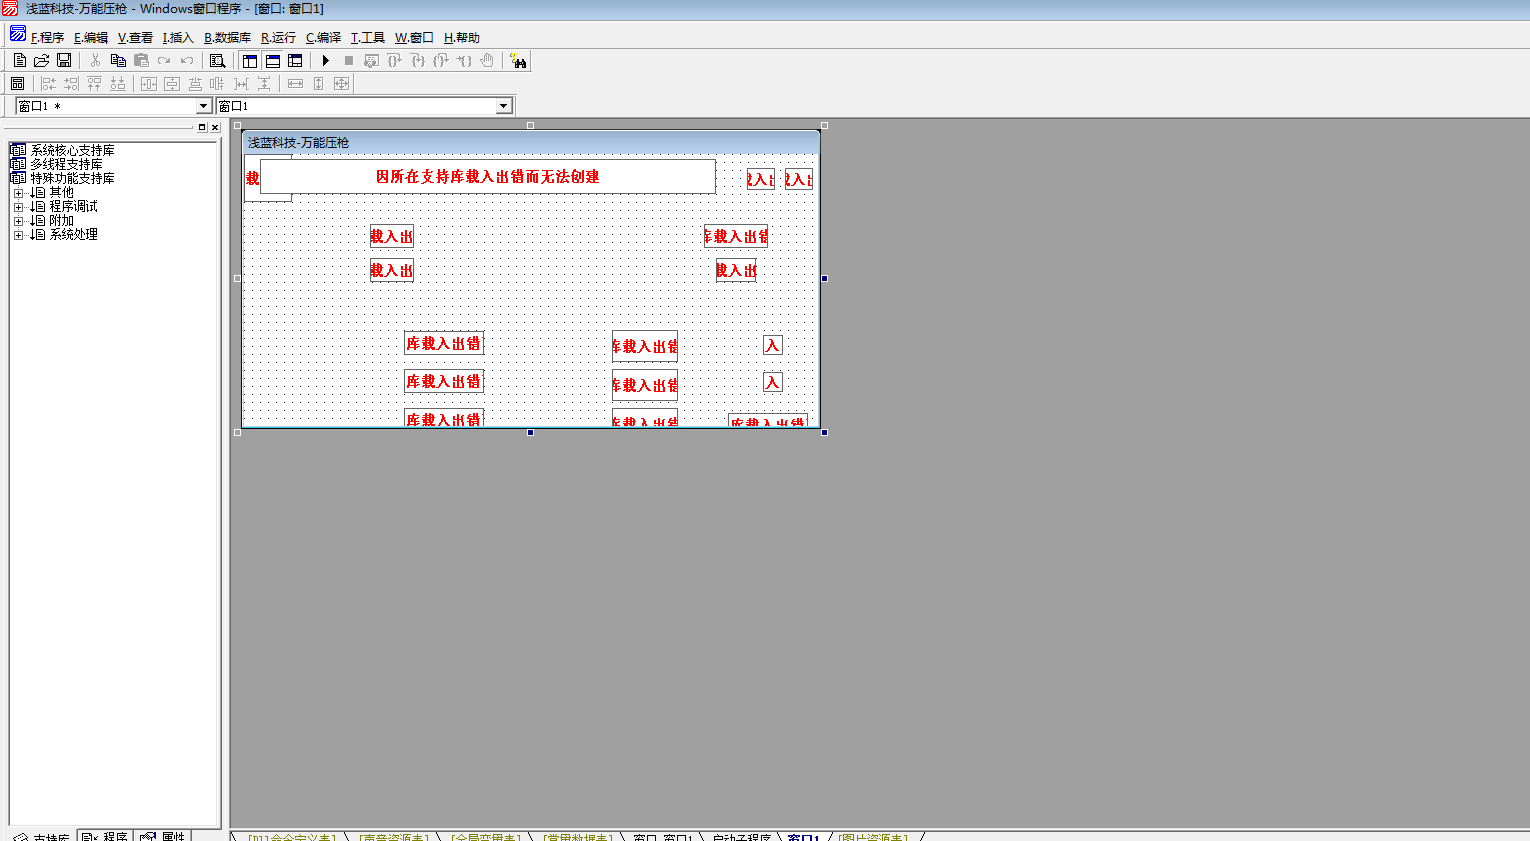 浅蓝科技-万能压枪 - Windows窗口程序 - [窗口: 窗口1]
F.程序 E.编辑 V.查看 I.插入 B.数据库 R.运行 C.编译 T.工具 W.窗口 H.帮助
窗口1 * 窗口1
系统核心支持库
多线程支持库
特殊功能支持库
其他
程序调试
附加
系统处理
浅蓝科技-万能压枪
载 因所在支持库载入出错而无法创建 载入出 载入出
载入出 库载入出错
载入出 载入出
库载入出错 库载入出错 入
库载入出错 库载入出错 入
库载入出错 库载入出错 库载入出错
支持库 程序 属性
[Dll命令定义表] [声音资源表] [全局变量表] [常量数据表] 窗口_窗口1 启动子程序 窗口1 [图片资源表]